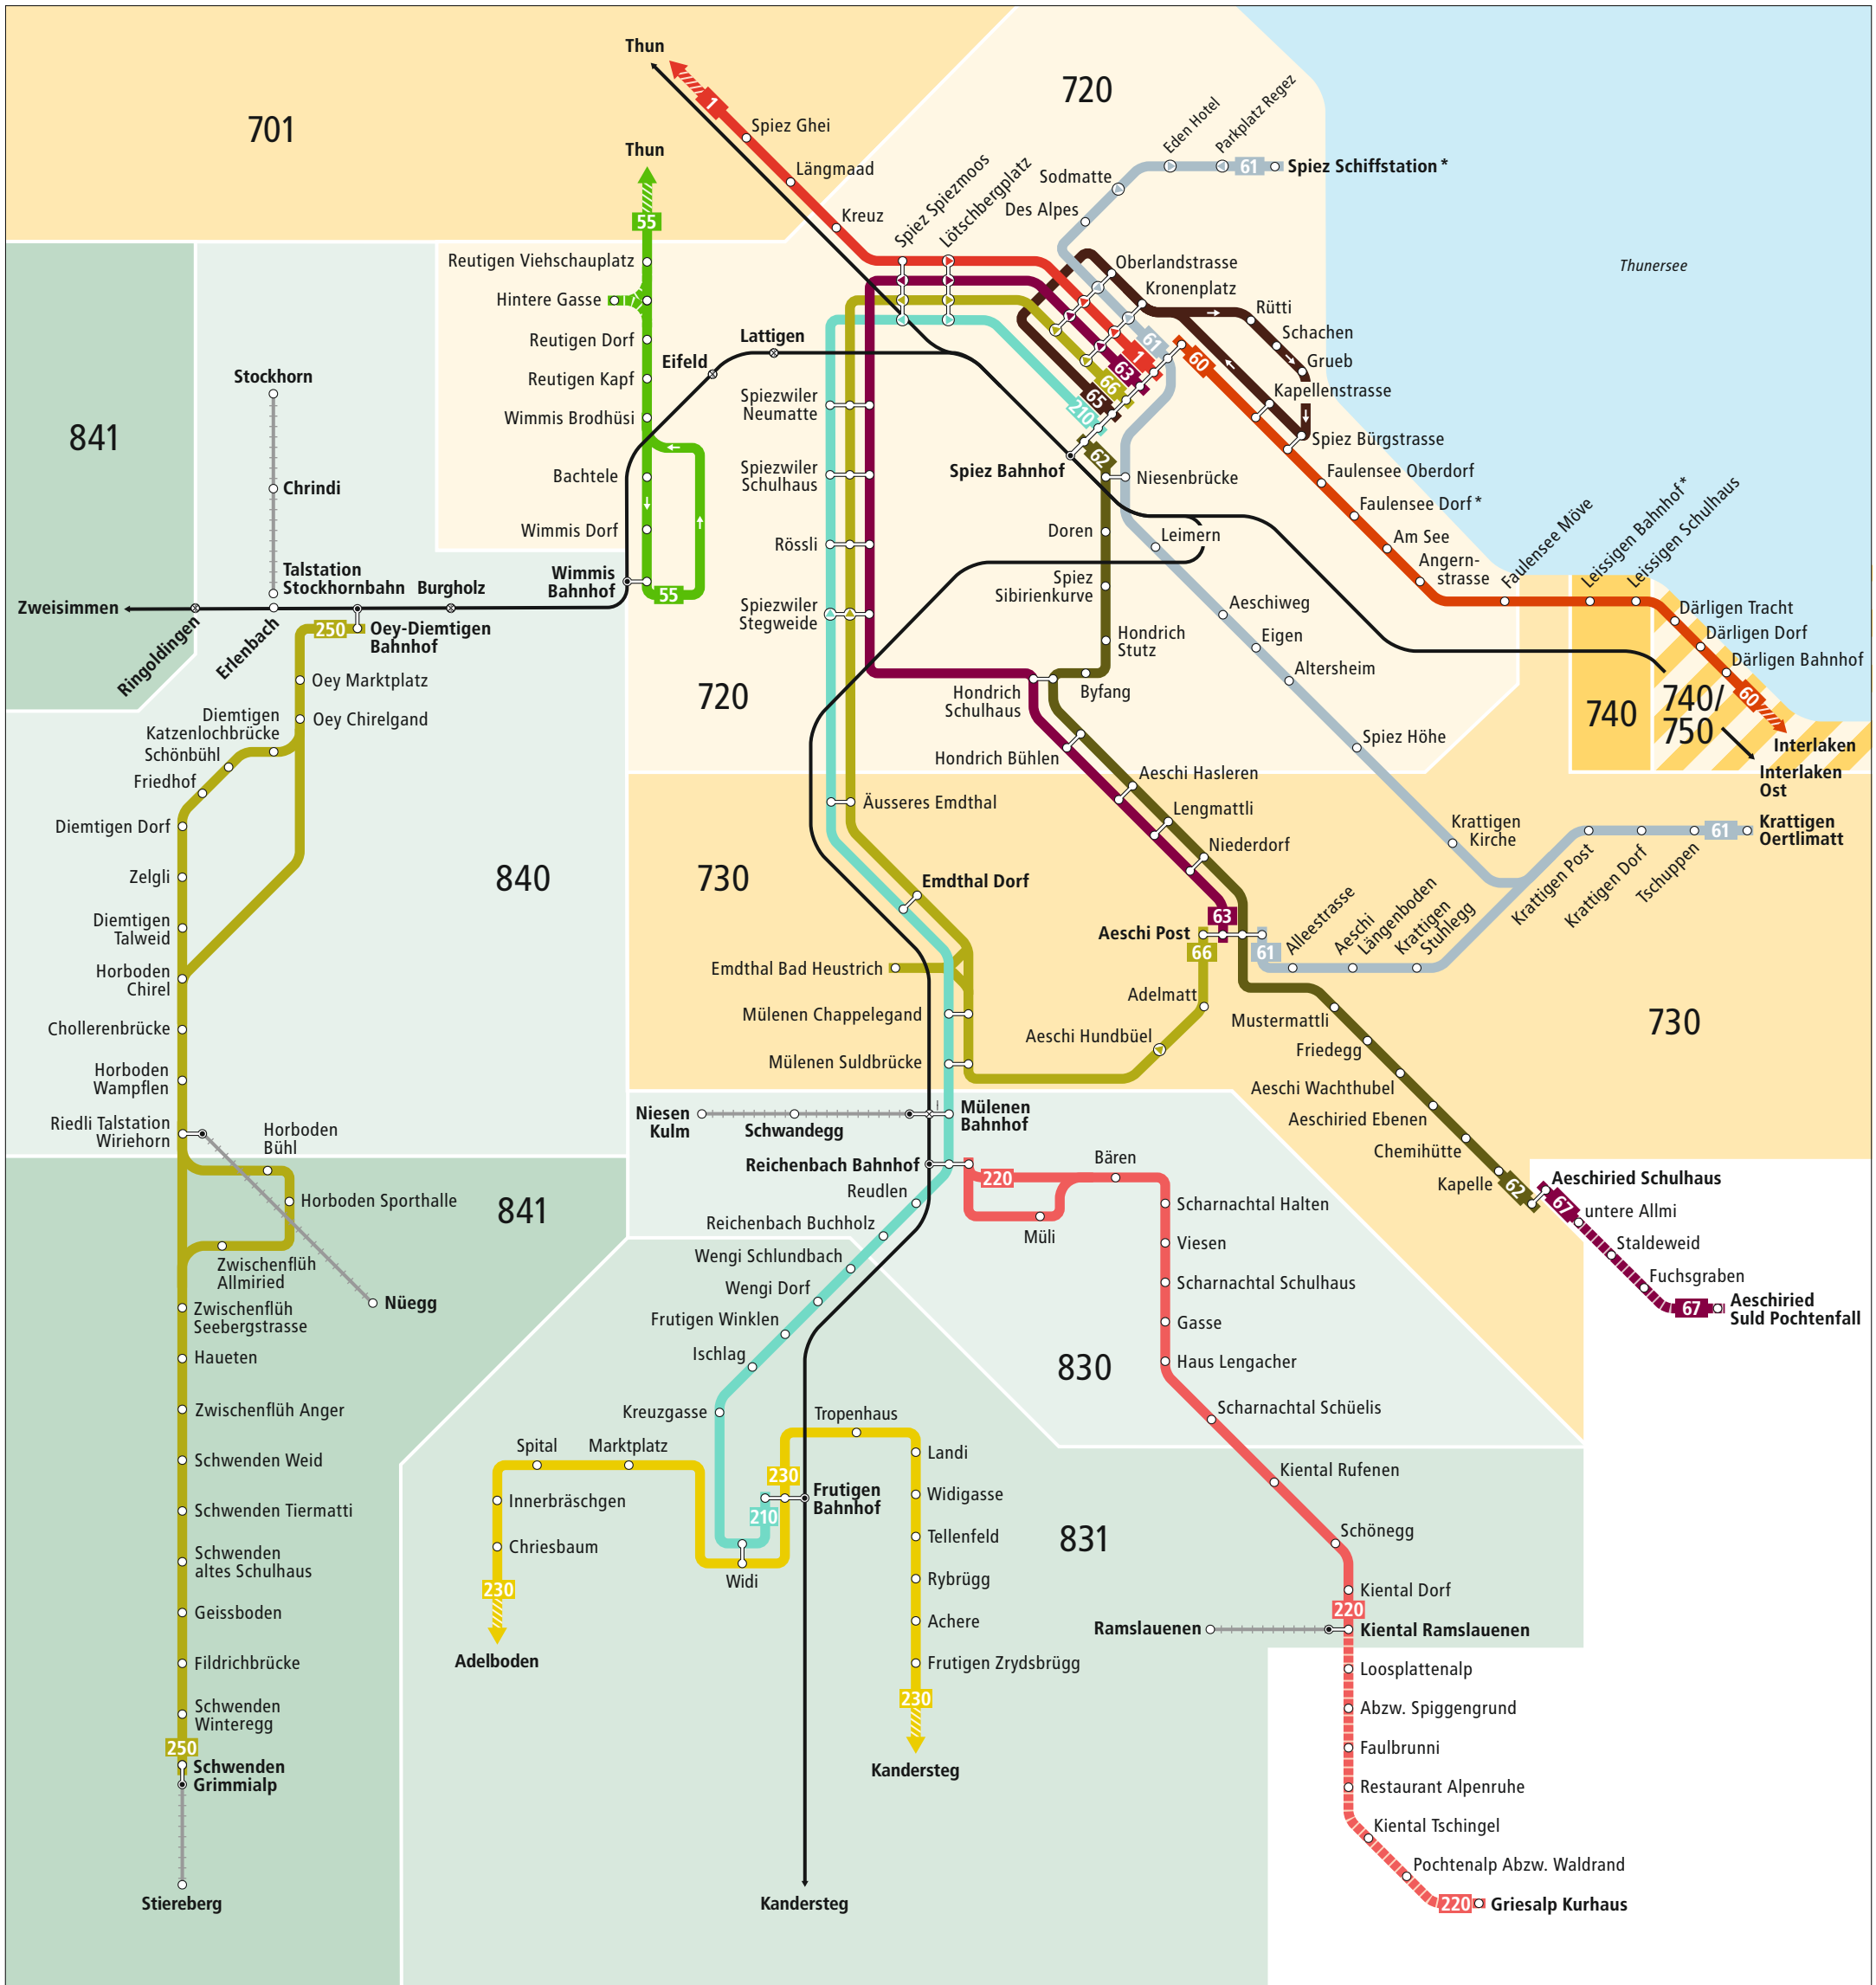 Thun
1
701
720
Spiez Ghei
Längmaad
Kreuz
Thun
55
Spiez Spiezmoos
Lötschbergplatz
Eden Hotel
Parkplatz Regez
61
Spiez Schiffstation *
Sodmatte
Des Alpes
Thunersee
Oberlandstrasse
Kronenplatz
Rütti
Schachen
Grueb
Kapellenstrasse
Spiez Bürgstrasse
Faulensee Oberdorf
Faulensee Dorf *
Am See
Angern-
strasse
Faulensee Möve
Leissigen Bahnhof*
Leissigen Schulhaus
Därligen Tracht
Därligen Dorf
Därligen Bahnhof
60
740
740/
750
Interlaken
Interlaken
Ost
61
1
63
66
65
210
60
62
Reutigen Viehschauplatz
Hintere Gasse
Reutigen Dorf
Reutigen Kapf
Wimmis Brodhüsi
Bachtele
Wimmis Dorf
Wimmis
Bahnhof
55
Eifeld
Lattigen
Spiezwiler
Neumatte
Spiezwiler
Schulhaus
Rössli
Spiezwiler
Stegweide
Spiez Bahnhof
Niesenbrücke
Doren
Leimern
Spiez
Sibirienkurve
Hondrich
Stutz
Byfang
Aeschiweg
Eigen
Altersheim
Spiez Höhe
Krattigen
Kirche
720
Hondrich
Schulhaus
Hondrich Bühlen
Aeschi Hasleren
Lengmattli
Niederdorf
841
Stockhorn
Chrindi
Talstation
Stockhornbahn
Burgholz
Zweisimmen
Ringoldingen
Erlenbach
250
Oey-Diemtigen
Bahnhof
Oey Marktplatz
Oey Chirelgand
Diemtigen
Katzenlochbrücke
Schönbühl
Friedhof
Diemtigen Dorf
Zelgli
Diemtigen
Talweid
Horboden
Chirel
Chollerenbrücke
Horboden
Wampflen
Riedli Talstation
Wiriehorn
840
Horboden
Bühl
Horboden Sporthalle
Zwischenflüh
Allmiried
Nüegg
841
Zwischenflüh
Seebergstrasse
Haueten
Zwischenflüh Anger
Schwenden Weid
Schwenden Tiermatti
Schwenden
altes Schulhaus
Geissboden
Fildrichbrücke
Schwenden
Winteregg
250
Schwenden
Grimmialp
Stiereberg
730
Äusseres Emdthal
Emdthal Dorf
Emdthal Bad Heustrich
Mülenen Chappelegand
Mülenen Suldbrücke
Aeschi Post
63
66
61
Adelmatt
Aeschi Hundbüel
Alleestrasse
Aeschi
Längenboden
Krattigen
Stuhlegg
Krattigen Post
Krattigen Dorf
Tschuppen
61
Krattigen
Oertlimatt
730
Mustermattli
Friedegg
Aeschi Wachthubel
Aeschiried Ebenen
Chemihütte
Kapelle
62
Aeschiried Schulhaus
67
untere Allmi
Staldeweid
Fuchsgraben
67
Aeschiried
Suld Pochtenfall
Niesen
Kulm
Schwandegg
Mülenen
Bahnhof
Reichenbach Bahnhof
220
Bären
Müli
Reudlen
Reichenbach Buchholz
Wengi Schlundbach
Wengi Dorf
Frutigen Winklen
Ischlag
Kreuzgasse
Scharnachtal Halten
Viesen
Scharnachtal Schulhaus
Gasse
Haus Lengacher
Scharnachtal Schüelis
830
Kiental Rufenen
Schönegg
Kiental Dorf
220
Ramslauenen
Kiental Ramslauenen
831
Loosplattenalp
Abzw. Spiggengrund
Faulbrunni
Restaurant Alpenruhe
Kiental Tschingel
Pochtenalp Abzw. Waldrand
220
Griesalp Kurhaus
Tropenhaus
Spital
Marktplatz
Innerbräschgen
Chriesbaum
230
Adelboden
230
210
Frutigen
Bahnhof
Widi
Landi
Widigasse
Tellenfeld
Rybrügg
Achere
Frutigen Zrydsbrügg
230
Kandersteg
Kandersteg